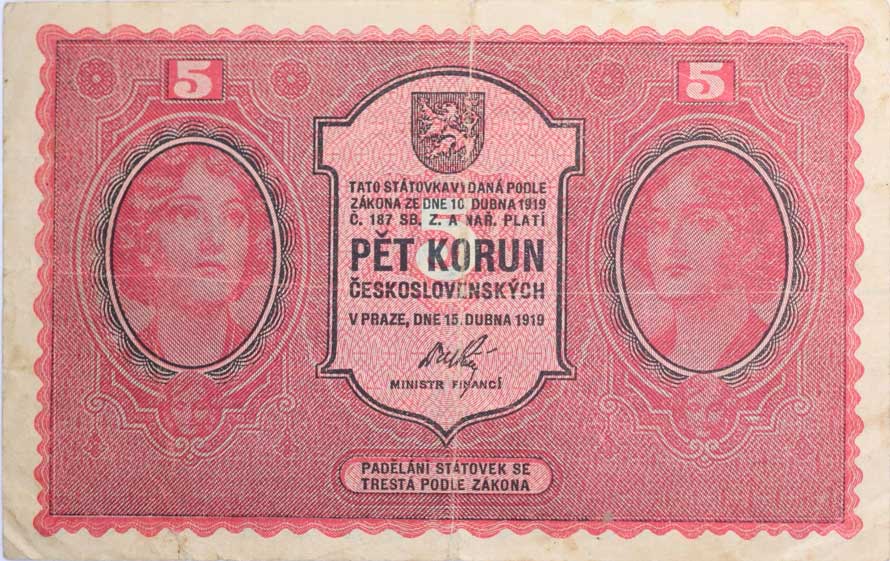 5
5
TATO STÁTOVKA VYDANÁ PODLE
ZÁKONA ZE DNE 10. DUBNA 1919
Č. 187 SB. Z. A NAŘ. PLATÍ
5
PĚT KORUN
ČESKOSLOVENSKÝCH
V PRAZE, DNE 15. DUBNA 1919
MINISTR FINANCÍ
PADĚLÁNÍ STÁTOVEK SE
TRESTÁ PODLE ZÁKONA